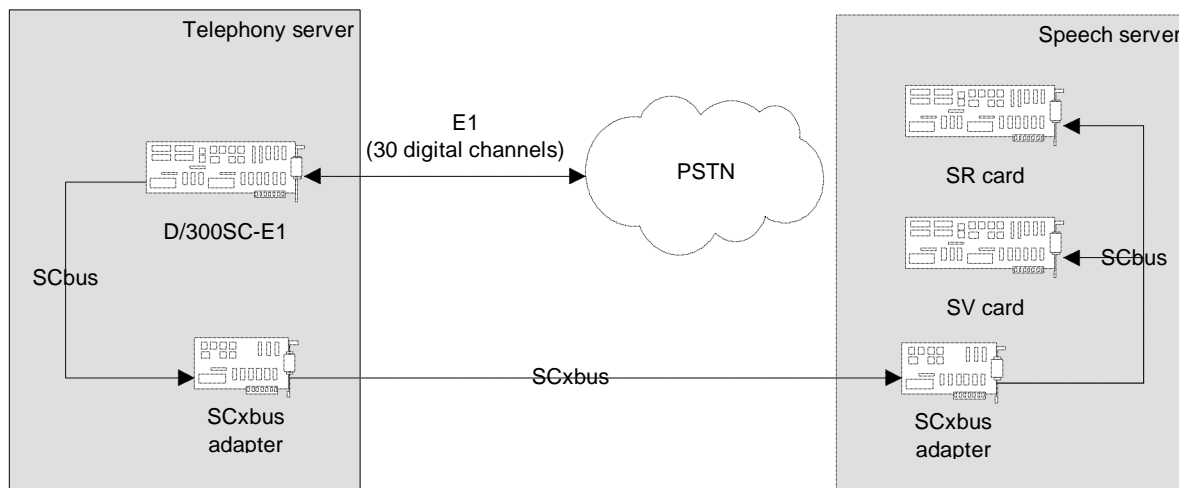 Telephony server
Speech server
E1
(30 digital channels)
PSTN
SR card
D/300SC-E1
SCbus
SCbus
SV card
SCxbus
SCxbus
adapter
SCxbus
adapter